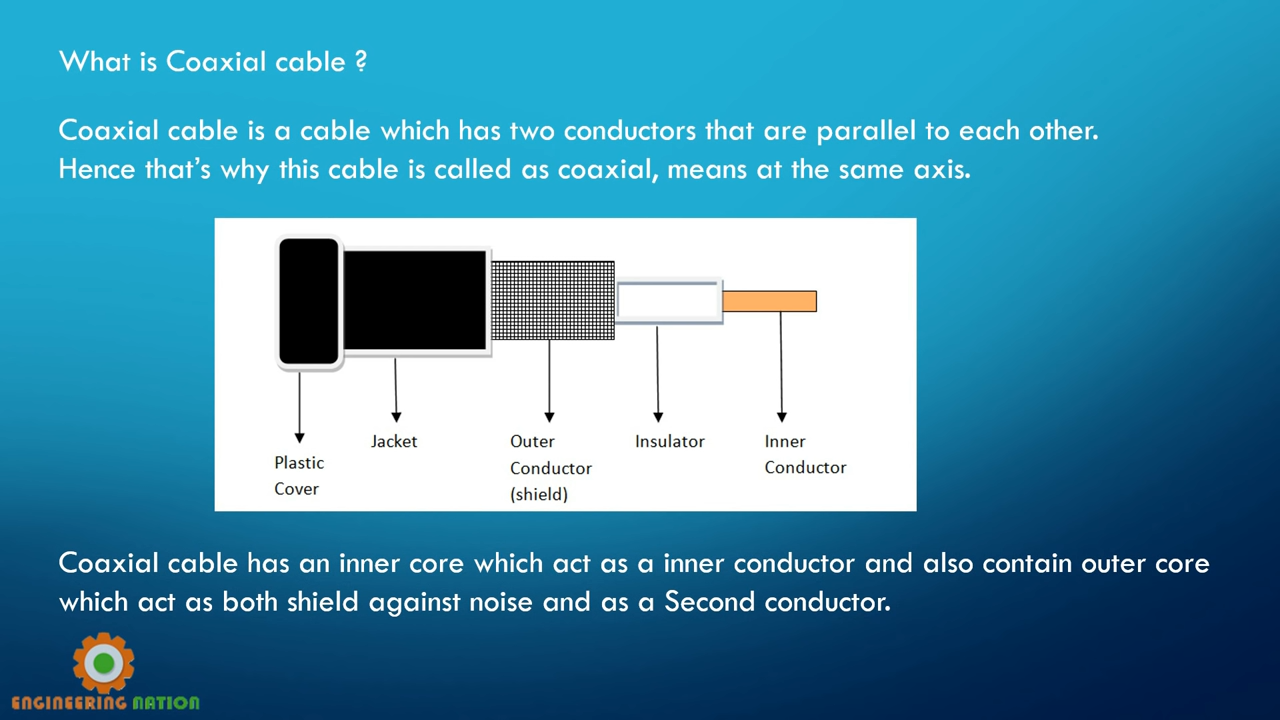 What is Coaxial cable ?
Coaxial cable is a cable which has two conductors that are parallel to each other.
Hence that’s why this cable is called as coaxial, means at the same axis.
Plastic
Cover
Jacket
Outer
Conductor
(shield)
Insulator
Inner
Conductor
Coaxial cable has an inner core which act as a inner conductor and also contain outer core
which act as both shield against noise and as a Second conductor.
ENGINEERING NATION